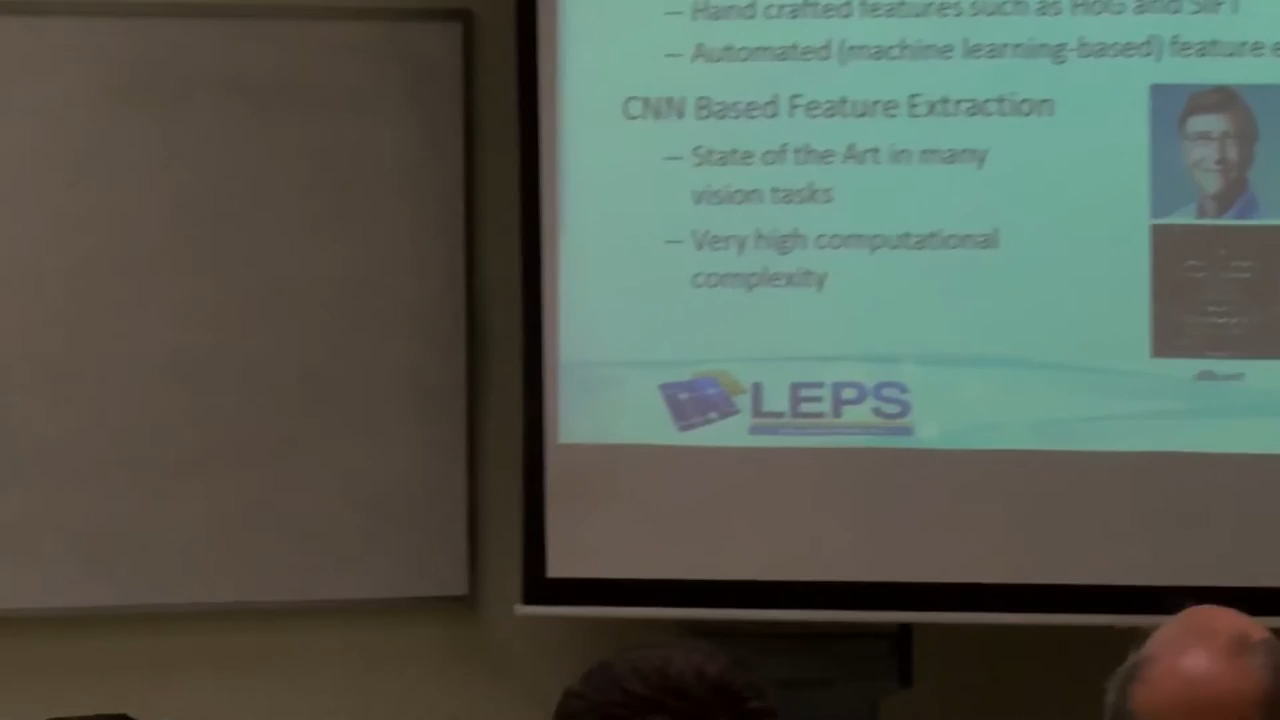 – Hand crafted features such as HoG and SIFT
– Automated (machine learning-based) feature
CNN Based Feature Extraction
– State of the Art in many
vision tasks
– Very high computational
complexity
LEPS